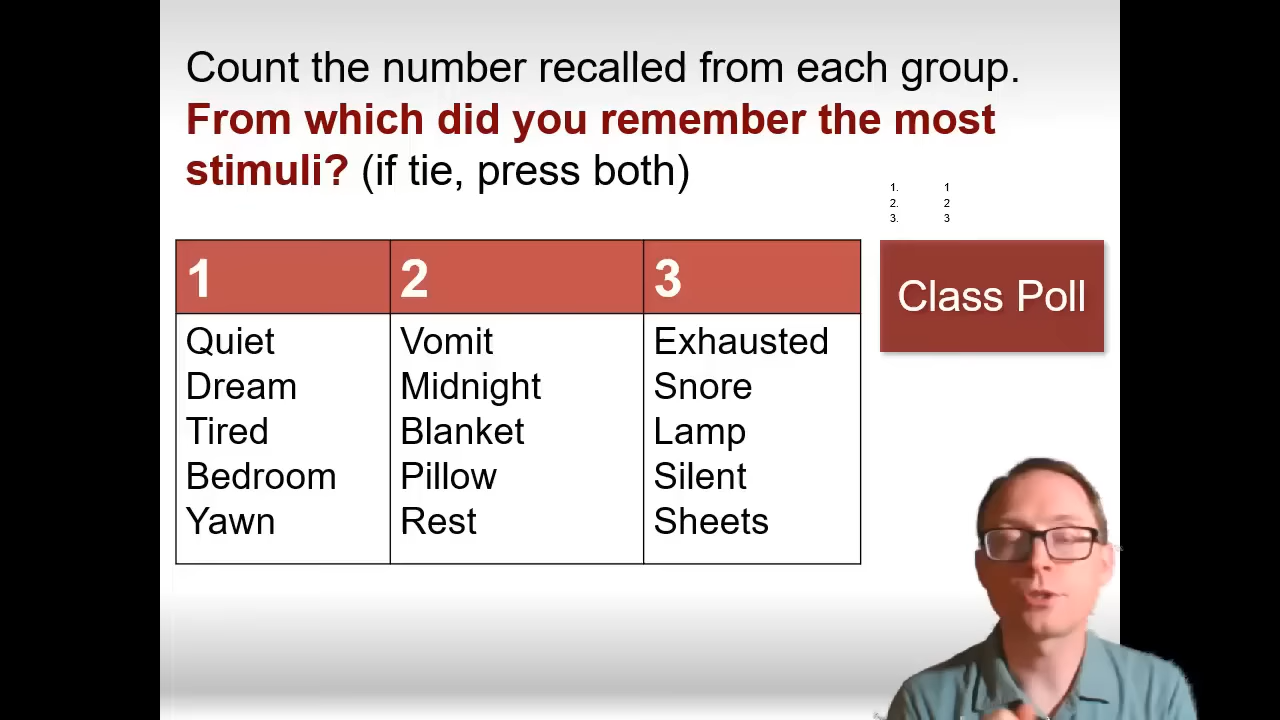 Count the number recalled from each group.
From which did you remember the most
stimuli? (if tie, press both)
1. 1
2. 2
3. 3
1 2 3
Class Poll
Quiet Vomit Exhausted
Dream Midnight Snore
Tired Blanket Lamp
Bedroom Pillow Silent
Yawn Rest Sheets